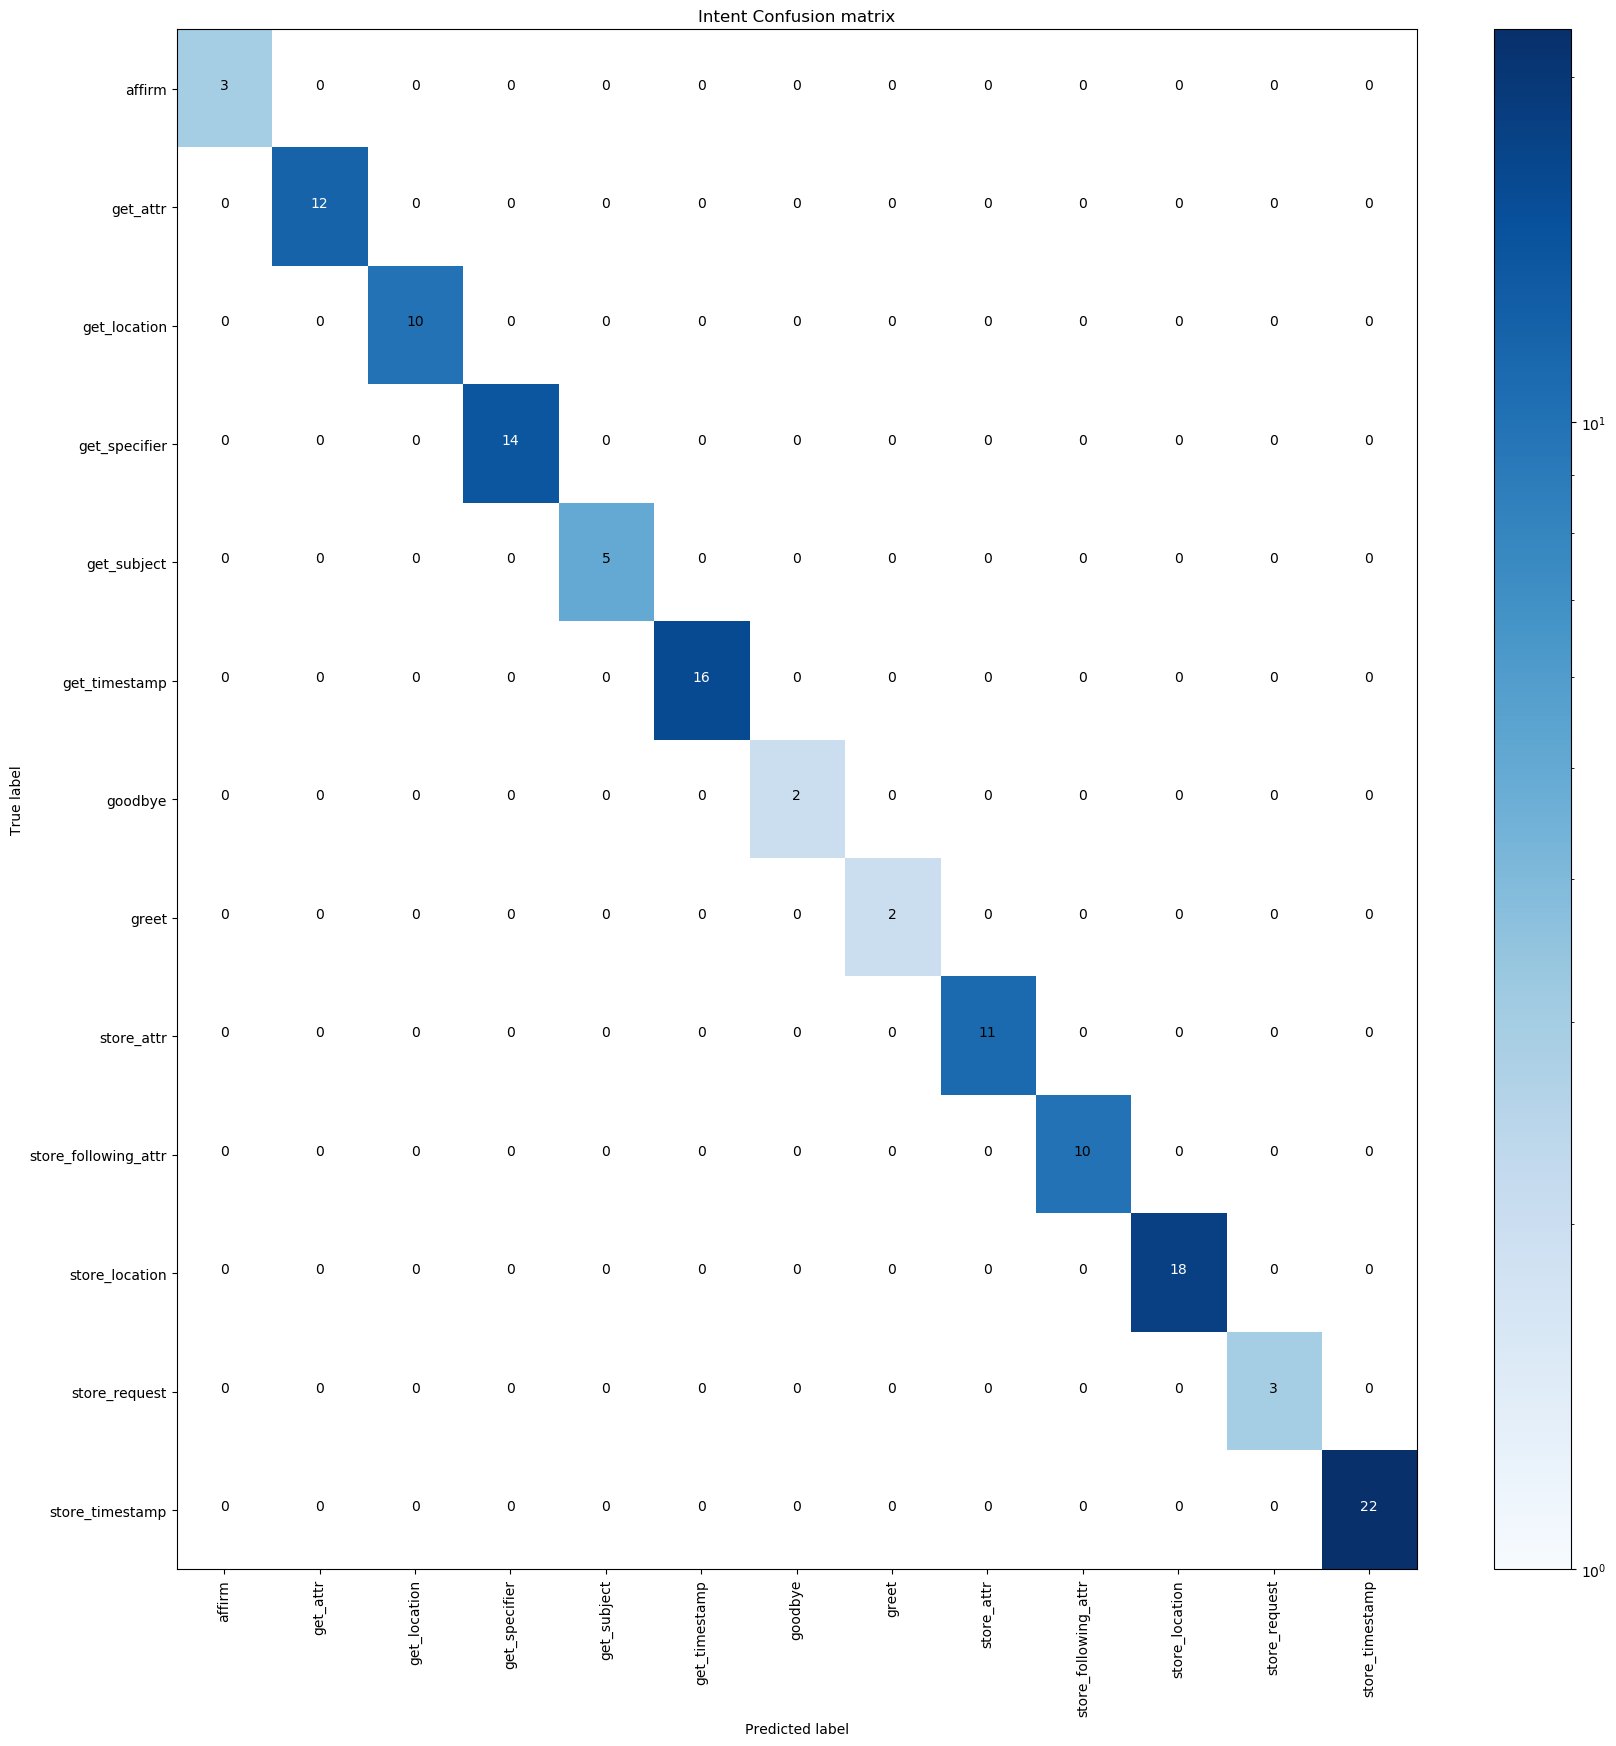 Intent Confusion matrix
affirm 3 0 0 0 0 0 0 0 0 0 0 0 0
get_attr 0 12 0 0 0 0 0 0 0 0 0 0 0
get_location 0 0 10 0 0 0 0 0 0 0 0 0 0
get_specifier 0 0 0 14 0 0 0 0 0 0 0 0 0
get_subject 0 0 0 0 5 0 0 0 0 0 0 0 0
get_timestamp 0 0 0 0 0 16 0 0 0 0 0 0 0
goodbye 0 0 0 0 0 0 2 0 0 0 0 0 0
greet 0 0 0 0 0 0 0 2 0 0 0 0 0
store_attr 0 0 0 0 0 0 0 0 11 0 0 0 0
store_following_attr 0 0 0 0 0 0 0 0 0 10 0 0 0
store_location 0 0 0 0 0 0 0 0 0 0 18 0 0
store_request 0 0 0 0 0 0 0 0 0 0 0 3 0
store_timestamp 0 0 0 0 0 0 0 0 0 0 0 0 22
True label
affirm
get_attr
get_location
get_specifier
get_subject
get_timestamp
goodbye
greet
store_attr
store_following_attr
store_location
store_request
store_timestamp
Predicted label
10¹
10⁰